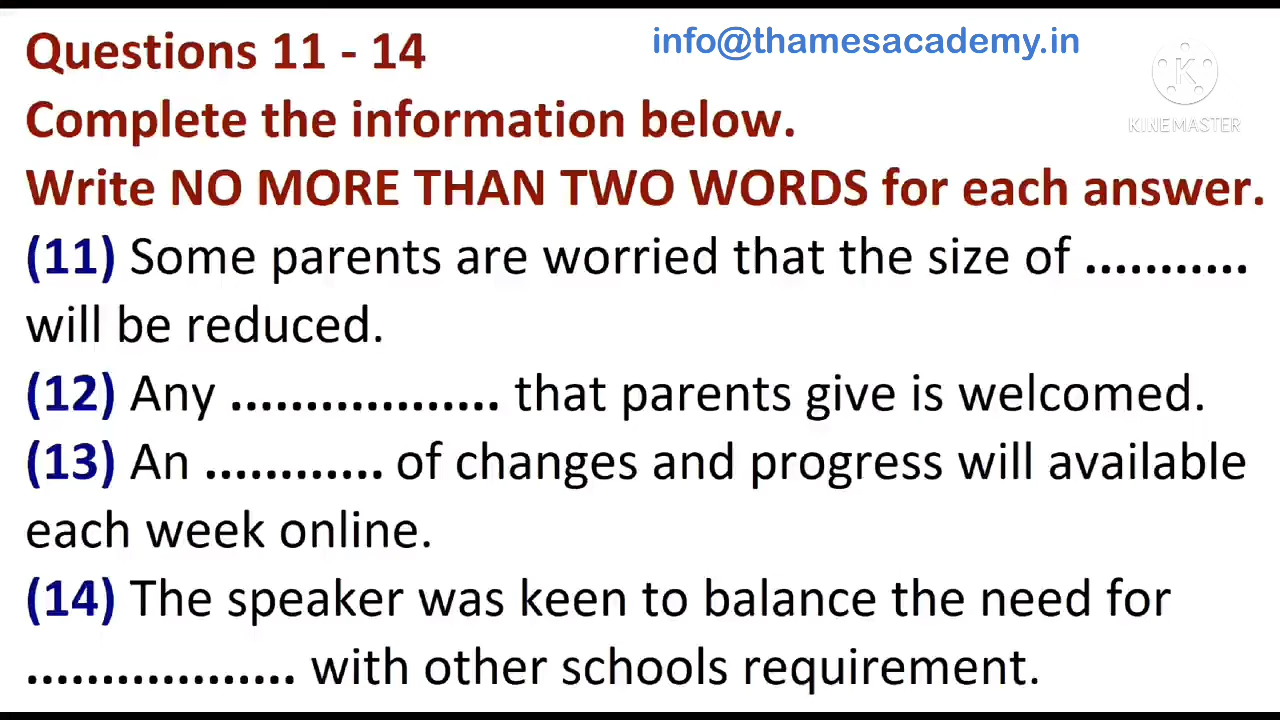 Questions 11 - 14
info@thamesacademy.in
K
KINEMASTER
Complete the information below.
Write NO MORE THAN TWO WORDS for each answer.
(11) Some parents are worried that the size of ...........
will be reduced.
(12) Any .................. that parents give is welcomed.
(13) An ............ of changes and progress will available
each week online.
(14) The speaker was keen to balance the need for
.................. with other schools requirement.